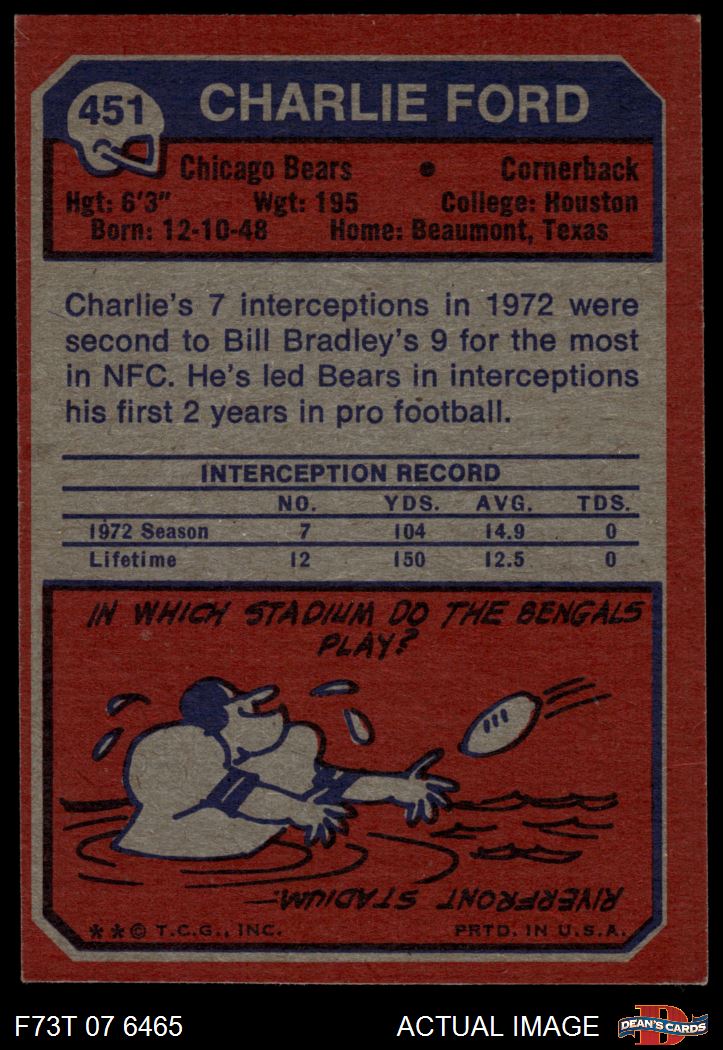 451
CHARLIE FORD
Chicago Bears • Cornerback
Hgt: 6'3" Wgt: 195 College: Houston
Born: 12-10-48 Home: Beaumont, Texas
Charlie's 7 interceptions in 1972 were
second to Bill Bradley's 9 for the most
in NFC. He's led Bears in interceptions
his first 2 years in pro football.
INTERCEPTION RECORD
NO. YDS. AVG. TDS.
1972 Season 7 104 14.9 0
Lifetime 12 150 12.5 0
IN WHICH STADIUM DO THE BENGALS
PLAY?
RIVERFRONT STADIUM.
**© T.C.G., INC. PRTD. IN U.S.A.
F73T 07 6465 ACTUAL IMAGE D DEAN'S CARDS